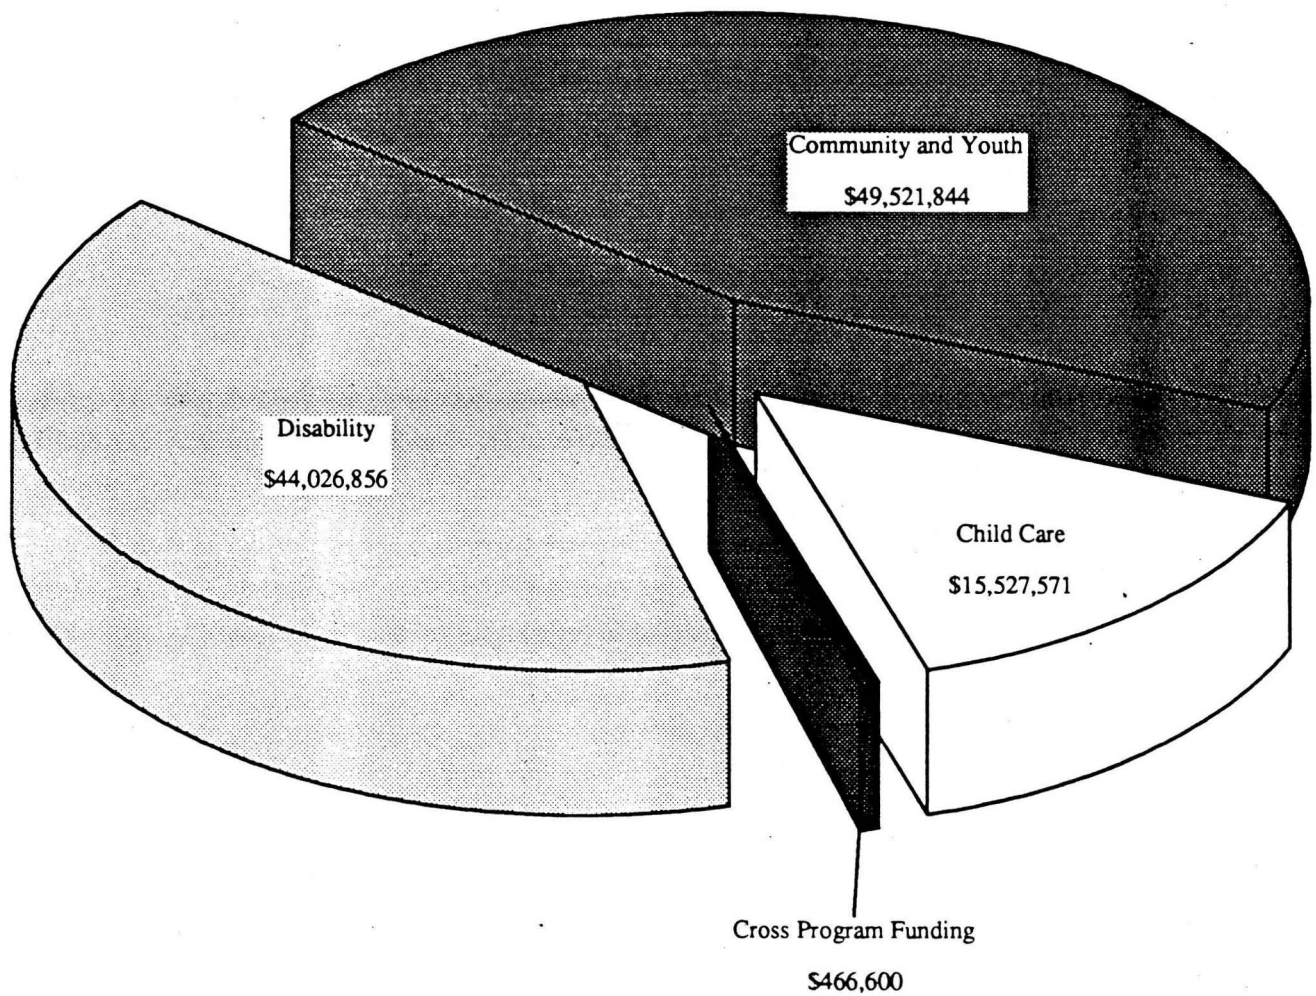 Community and Youth
$49,521,844
Disability
$44,026,856
Child Care
$15,527,571
Cross Program Funding
$466,600